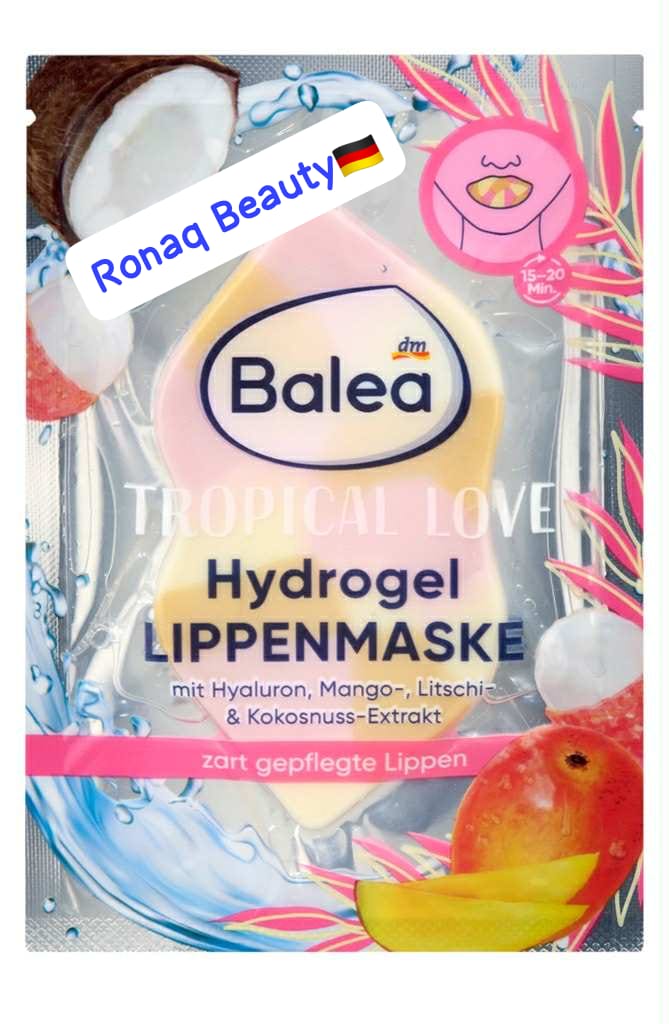 Ronaq Beauty🇩🇪
15–20
Min.
dm
Balea
TROPICAL LOVE
Hydrogel
LIPPENMASKE
mit Hyaluron, Mango-, Litschi-
& Kokosnuss-Extrakt
zart gepflegte Lippen